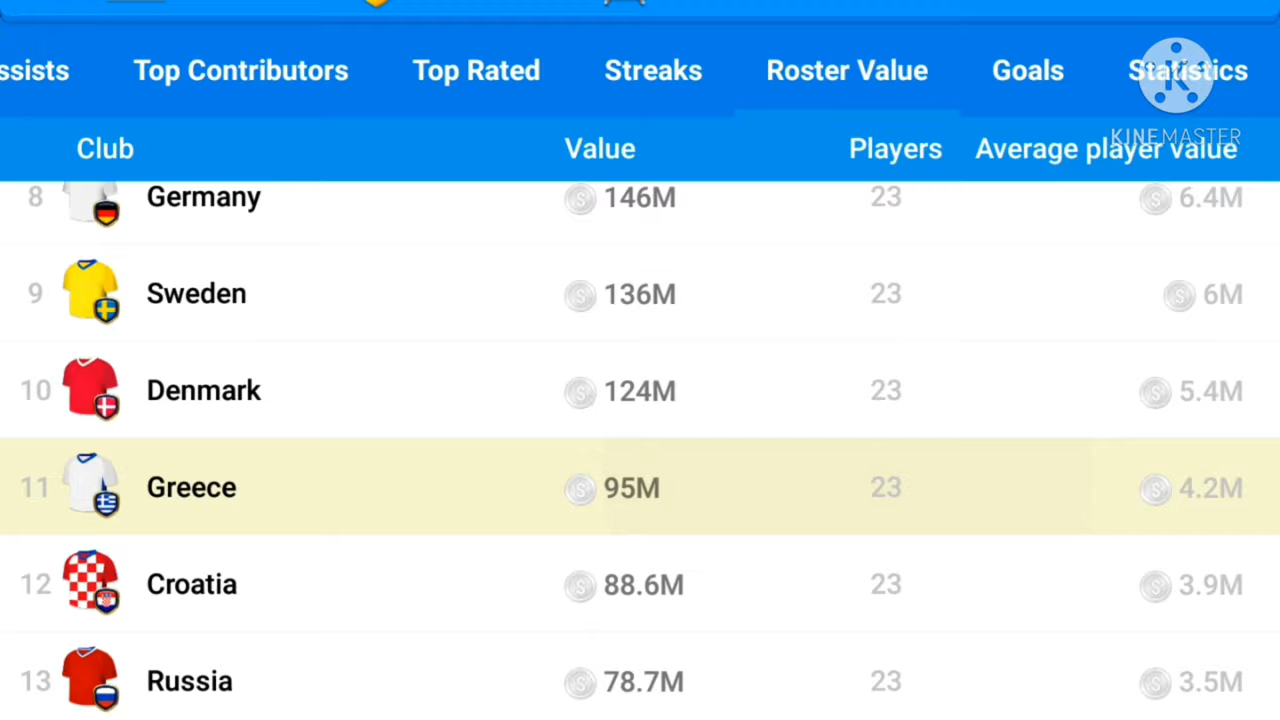 ssists Top Contributors Top Rated Streaks Roster Value Goals Statistics
KINEMASTER
Club Value Players Average player value
8 Germany 146M 23 6.4M
9 Sweden 136M 23 6M
10 Denmark 124M 23 5.4M
11 Greece 95M 23 4.2M
12 Croatia 88.6M 23 3.9M
13 Russia 78.7M 23 3.5M